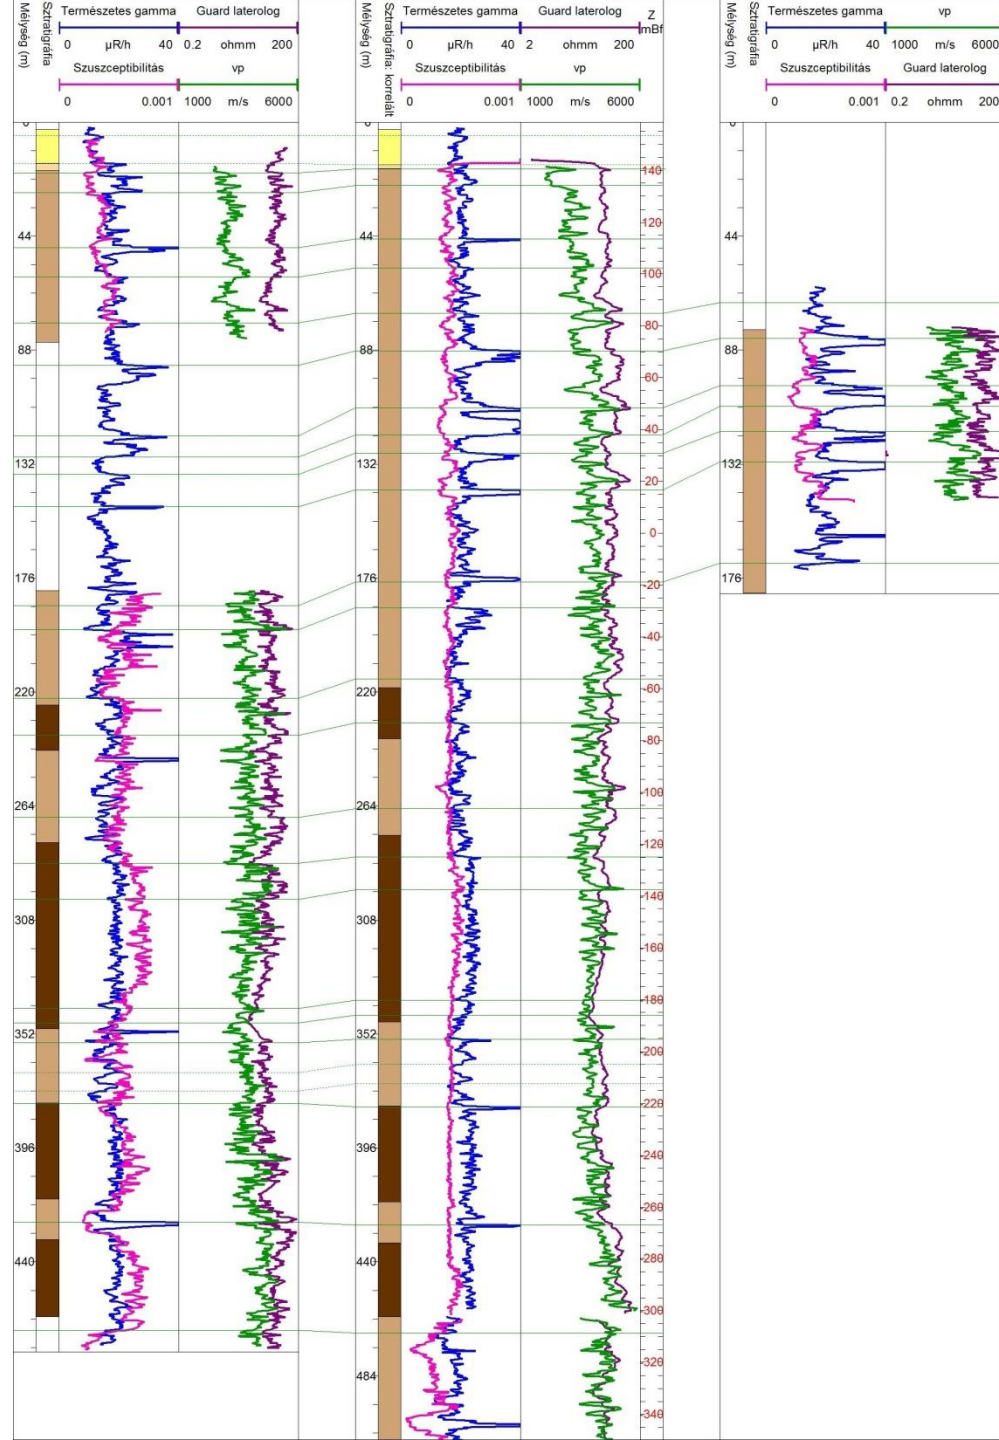 Mélység (m)
Sztratigráfia
Természetes gamma
0 µR/h 40
Szuszceptibilitás
0 0.001
Guard laterolog
0.2 ohmm 200
vp
1000 m/s 6000
0
44
88
132
176
220
264
308
352
396
440
Mélység (m)
Sztratigráfia: korrelált
Természetes gamma
0 µR/h 40
Szuszceptibilitás
0 0.001
Guard laterolog
2 ohmm 200
vp
1000 m/s 6000
Z
mBf
0
44
88
132
176
220
264
308
352
396
440
484
140
120
100
80
60
40
20
0
-20
-40
-60
-80
-100
-120
-140
-160
-180
-200
-220
-240
-260
-280
-300
-320
-340
Mélység (m)
Sztratigráfia
Természetes gamma
0 µR/h 40
Szuszceptibilitás
0 0.001
vp
1000 m/s 6000
Guard laterolog
0.2 ohmm 200
0
44
88
132
176